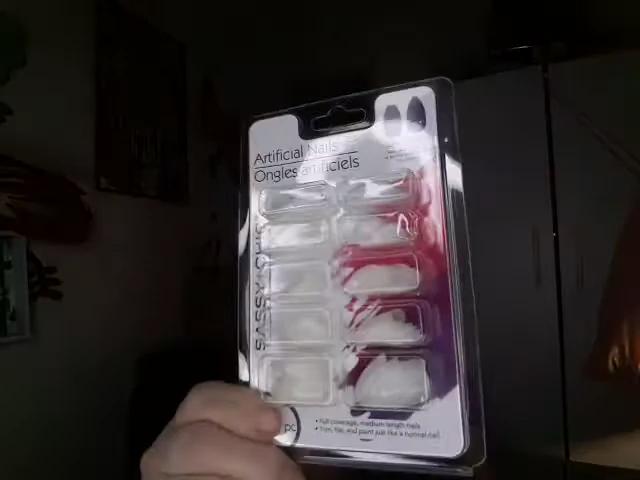 Artificial Nails
Ongles artificiels
SASSY+CHIC
pc
• Full coverage, medium length nails
• Trim, file, and paint just like a normal nail